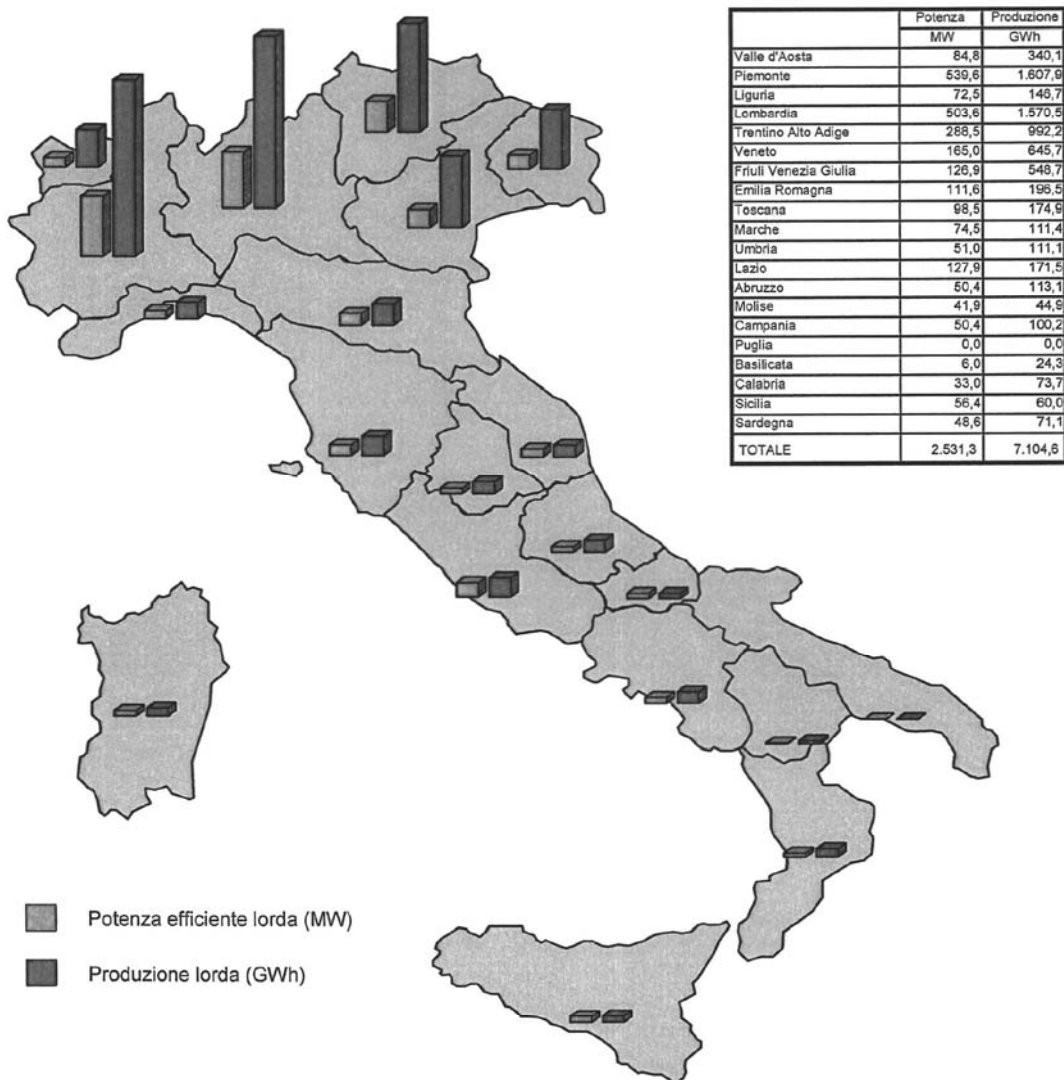 Potenza Produzione
MW GWh
Valle d'Aosta 84,8 340,1
Piemonte 539,6 1.607,9
Liguria 72,5 146,7
Lombardia 503,6 1.570,5
Trentino Alto Adige 288,5 992,2
Veneto 165,0 645,7
Friuli Venezia Giulia 126,9 548,7
Emilia Romagna 111,6 196,5
Toscana 98,5 174,9
Marche 74,5 111,4
Umbria 51,0 111,1
Lazio 127,9 171,5
Abruzzo 50,4 113,1
Molise 41,9 44,9
Campania 50,4 100,2
Puglia 0,0 0,0
Basilicata 6,0 24,3
Calabria 33,0 73,7
Sicilia 56,4 60,0
Sardegna 48,6 71,1
TOTALE 2.531,3 7.104,6
Potenza efficiente lorda (MW)
Produzione lorda (GWh)